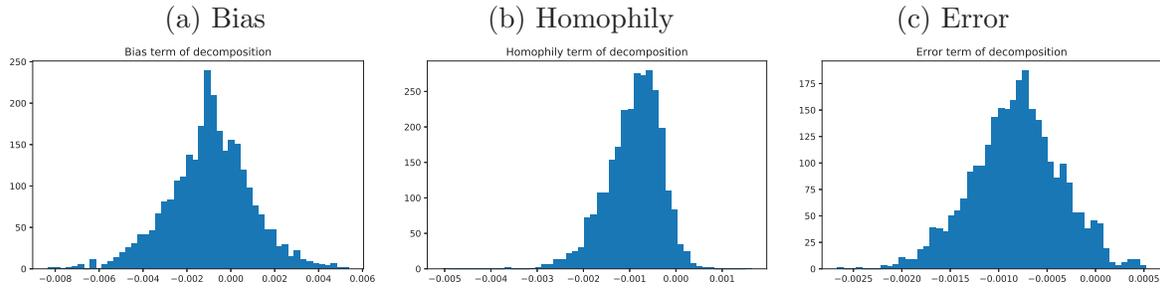 (a) Bias
(b) Homophily
(c) Error
Bias term of decomposition
Homophily term of decomposition
Error term of decomposition
250
200
150
100
50
0
−0.008 −0.006 −0.004 −0.002 0.000 0.002 0.004 0.006
250
200
150
100
50
0
−0.005 −0.004 −0.003 −0.002 −0.001 0.000 0.001
175
150
125
100
75
50
25
0
−0.0025 −0.0020 −0.0015 −0.0010 −0.0005 0.0000 0.0005